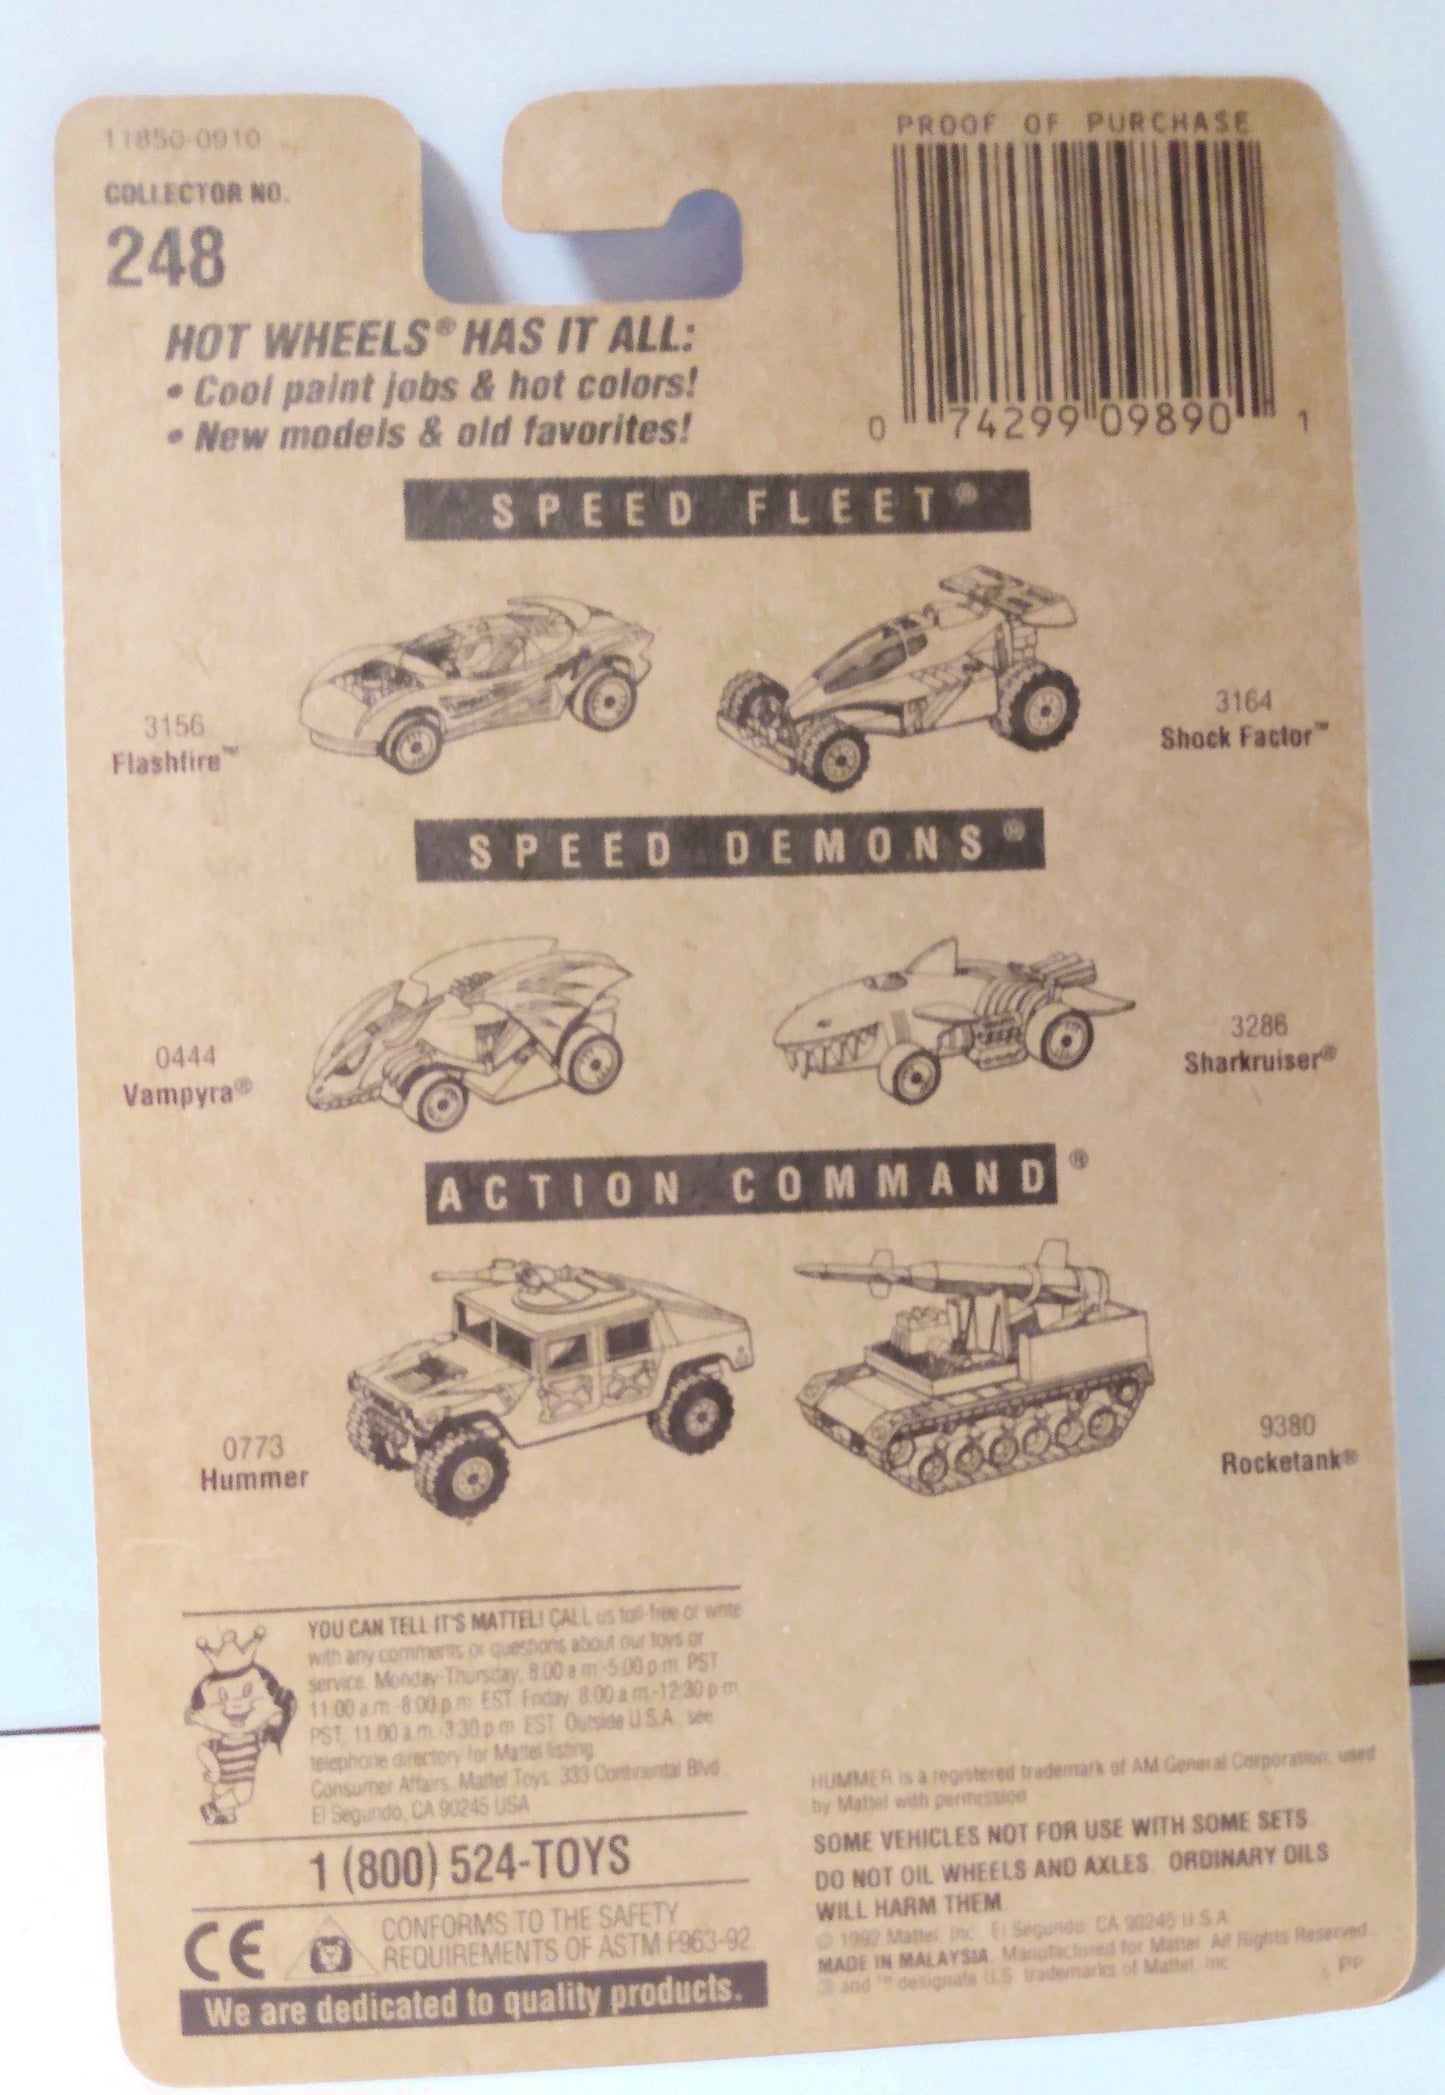 11850-0910
COLLECTOR NO.
248
PROOF OF PURCHASE
0 74299 09890 1
HOT WHEELS® HAS IT ALL:
• Cool paint jobs & hot colors!
• New models & old favorites!
SPEED FLEET®
3156
Flashfire™
3164
Shock Factor™
SPEED DEMONS®
0444
Vampyra®
3286
Sharkruiser®
ACTION COMMAND®
0773
Hummer
9380
Rocketank®
YOU CAN TELL IT'S MATTEL! CALL us toll-free or write
with any comments or questions about our toys or
service. Monday-Thursday, 8:00 a.m.-5:00 p.m. PST
11:00 a.m.-8:00 p.m. EST. Friday, 8:00 a.m.-12:30 p.m.
PST, 11:00 a.m.-3:30 p.m. EST. Outside U.S.A., see
telephone directory for Mattel listing.
Consumer Affairs, Mattel Toys, 333 Continental Blvd.
El Segundo, CA 90245 USA
1 (800) 524-TOYS
CE
CONFORMS TO THE SAFETY
REQUIREMENTS OF ASTM F963-92
We are dedicated to quality products.
HUMMER is a registered trademark of AM General Corporation, used
by Mattel with permission.
SOME VEHICLES NOT FOR USE WITH SOME SETS.
DO NOT OIL WHEELS AND AXLES. ORDINARY OILS
WILL HARM THEM.
© 1992 Mattel, Inc. El Segundo, CA 90245 U.S.A.
MADE IN MALAYSIA. Manufactured for Mattel. All Rights Reserved.
® and ™ designate U.S. trademarks of Mattel, Inc.
PP